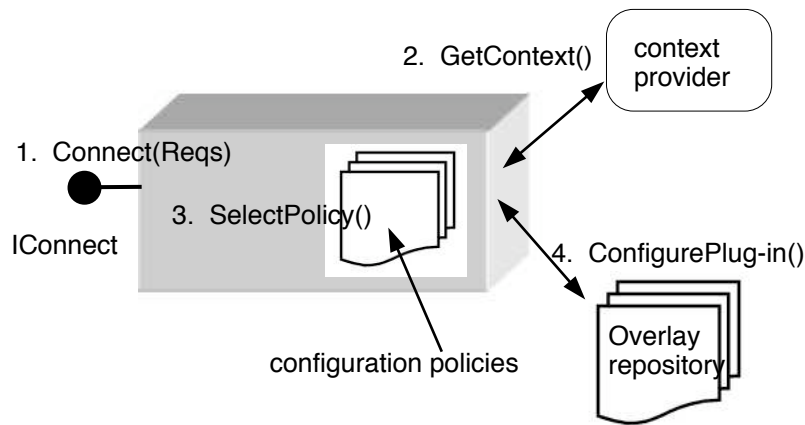 2. GetContext()
context
provider
1. Connect(Reqs)
3. SelectPolicy()
IConnect
4. ConfigurePlug-in()
configuration policies
Overlay
repository